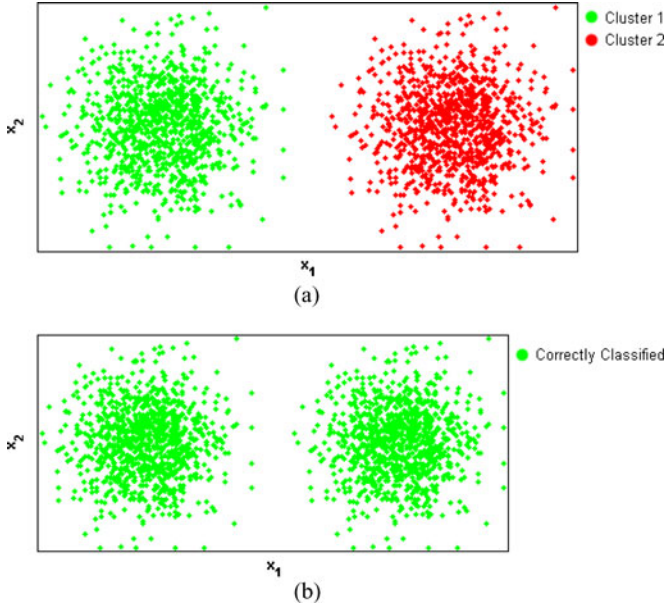 Cluster 1
Cluster 2
x2
x1
(a)
Correctly Classified
x2
x1
(b)